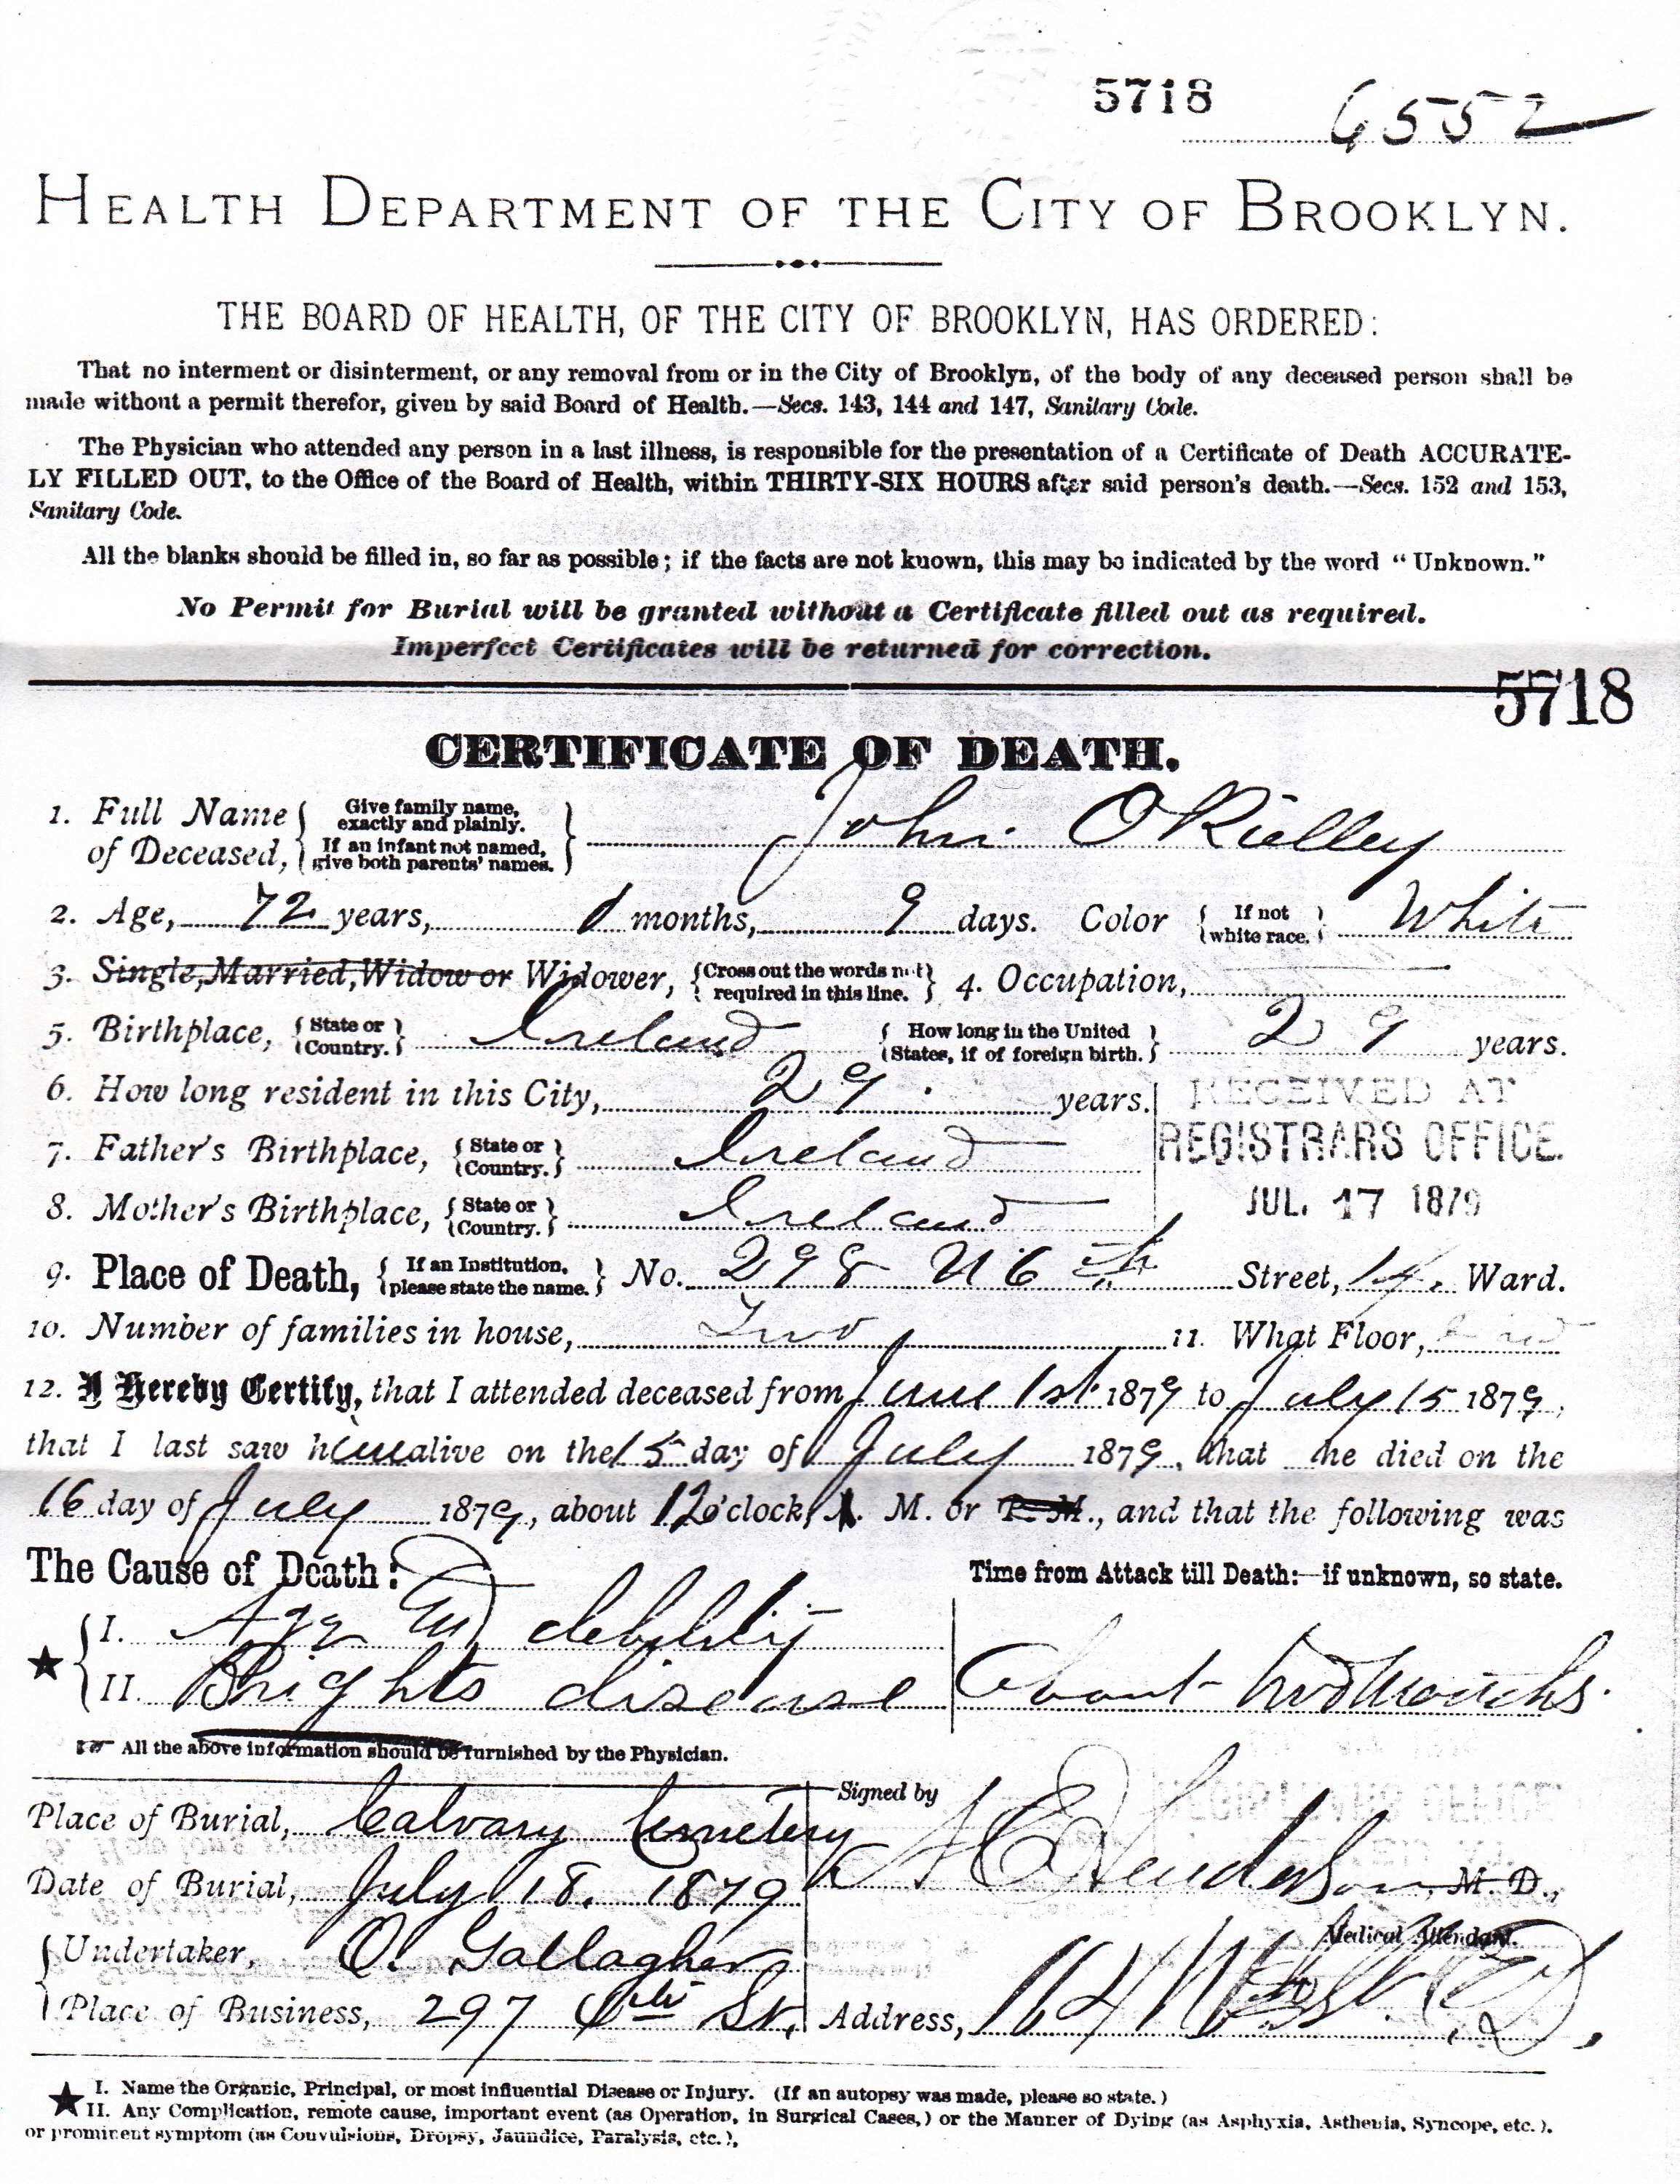 5718 6552
HEALTH DEPARTMENT OF THE CITY OF BROOKLYN.
THE BOARD OF HEALTH, OF THE CITY OF BROOKLYN, HAS ORDERED:
That no interment or disinterment, or any removal from or in the City of Brooklyn, of the body of any deceased person shall be
made without a permit therefor, given by said Board of Health.—Secs. 143, 144 and 147, Sanitary Code.
The Physician who attended any person in a last illness, is responsible for the presentation of a Certificate of Death ACCURATE-
LY FILLED OUT, to the Office of the Board of Health, within THIRTY-SIX HOURS after said person's death.—Secs. 152 and 153,
Sanitary Code.
All the blanks should be filled in, so far as possible; if the facts are not known, this may be indicated by the word "Unknown."
No Permit for Burial will be granted without a Certificate filled out as required.
Imperfect Certificates will be returned for correction.
5718
CERTIFICATE OF DEATH.
1. Full Name of Deceased, { Give family name, exactly and plainly. If an infant not named, give both parents' names. } John O Rielley
2. Age, 72 years, 1 months, 9 days. Color { If not white race. } White
3. Single, Married, Widow or Widower, { Cross out the words not required in this line. } 4. Occupation,
5. Birthplace, { State or Country. } Ireland { How long in the United States, if of foreign birth. } 29 years.
6. How long resident in this City, 29 years.
RECEIVED AT
7. Father's Birthplace, { State or Country. } Ireland
REGISTRARS OFFICE.
8. Mother's Birthplace, { State or Country. } Ireland
JUL. 17 1879
9. Place of Death, { If an Institution, please state the name. } No. 298 N 6th Street, 14. Ward.
10. Number of families in house, Two 11. What Floor,
12. I Hereby Certify, that I attended deceased from June 1st 1879 to July 15 1879,
that I last saw him alive on the 15 day of July 1879, that he died on the
16 day of July 1879, about 12 o'clock, A. M. or P. M., and that the following was
The Cause of Death: Time from Attack till Death:—if unknown, so state.
I. Age and debility
II. Brights disease About two Months.
All the above information should be furnished by the Physician.
Place of Burial, Calvary Cemetery Signed by
Date of Burial, July 18. 1879 Henderson, M. D.,
Medical Attendant.
Undertaker, O. Gallagher
Place of Business, 297 6th St. Address, 114
★ I. Name the Organic, Principal, or most influential Disease or Injury. (If an autopsy was made, please so state.)
II. Any Complication, remote cause, important event (as Operation, in Surgical Cases,) or the Manner of Dying (as Asphyxia, Asthenia, Syncope, etc.),
or prominent symptom (as Convulsions, Dropsy, Jaundice, Paralysis, etc.),